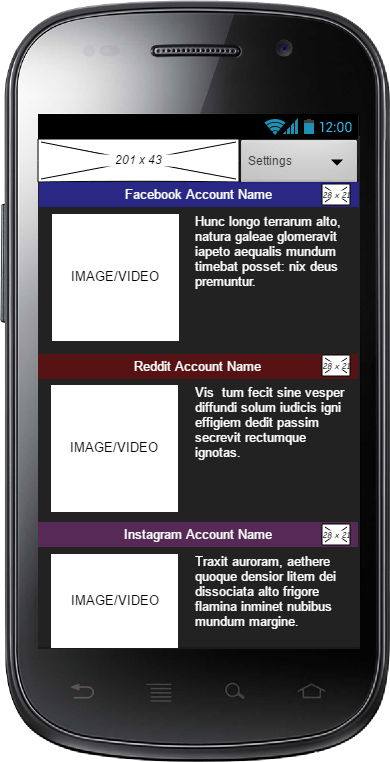 12:00
201 x 43
Settings
Facebook Account Name
28 x 21
IMAGE/VIDEO
Hunc longo terrarum alto,
natura galeae glomeravit
iapeto aequalis mundum
timebat posset: nix deus
premuntur.
Reddit Account Name
28 x 21
IMAGE/VIDEO
Vis  tum fecit sine vesper
diffundi solum iudicis igni
effigiem dedit passim
secrevit rectumque
ignotas.
Instagram Account Name
28 x 21
IMAGE/VIDEO
Traxit auroram, aethere
quoque densior litem dei
dissociata alto frigore
flamina inminet nubibus
mundum margine.